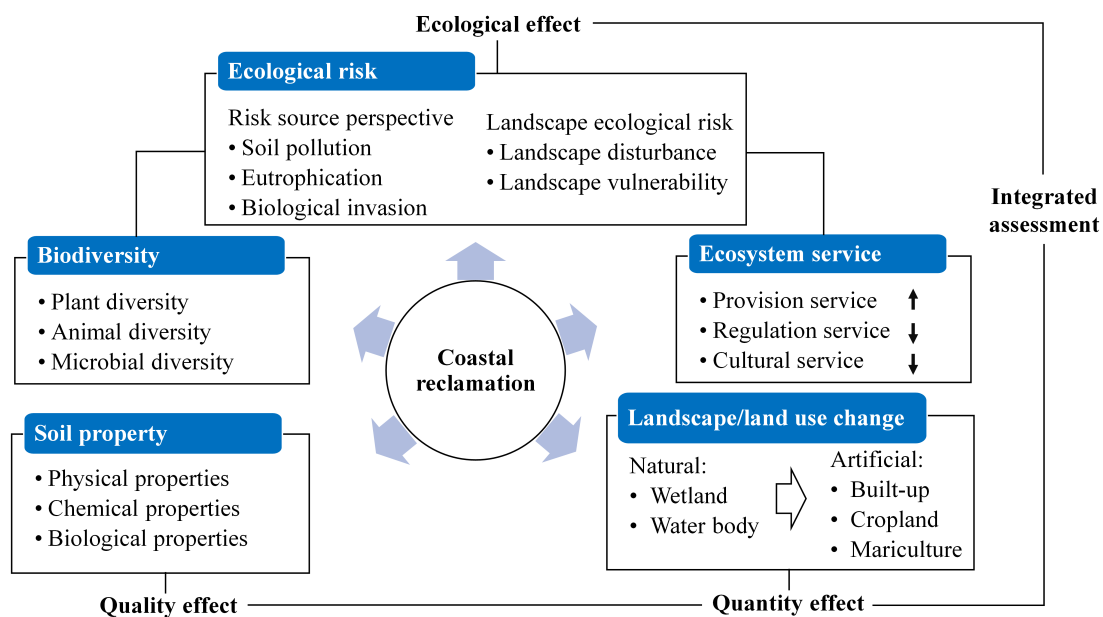 Ecological effect
Ecological risk
Risk source perspective
• Soil pollution
• Eutrophication
• Biological invasion
Landscape ecological risk
• Landscape disturbance
• Landscape vulnerability
Integrated
assessment
Biodiversity
• Plant diversity
• Animal diversity
• Microbial diversity
Ecosystem service
• Provision service
• Regulation service
• Cultural service
Coastal
reclamation
Soil property
• Physical properties
• Chemical properties
• Biological properties
Landscape/land use change
Natural:
• Wetland
• Water body
Artificial:
• Built-up
• Cropland
• Mariculture
Quality effect
Quantity effect